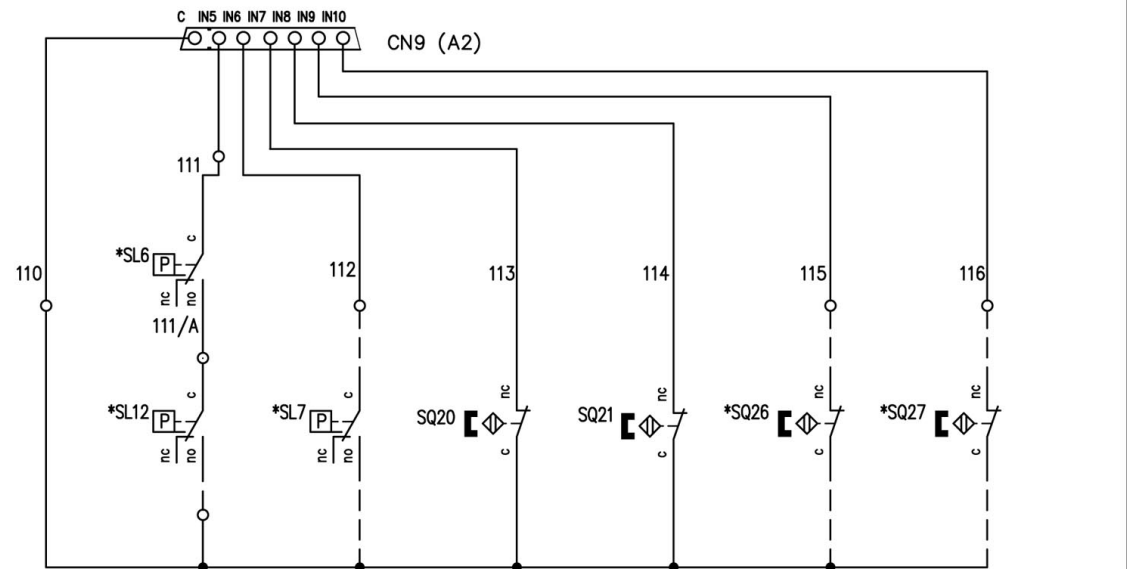 C IN5 IN6 IN7 IN8 IN9 IN10
CN9 (A2)
111
c
*SL6 P
110 112 113 114 115 116
nc no
111/A
c c nc nc nc nc
*SL12 P *SL7 P SQ20 SQ21 *SQ26 *SQ27
nc no nc no c c c c